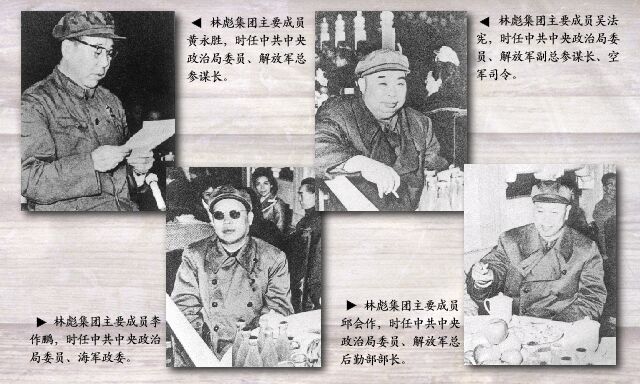 ◀ 林彪集团主要成员
黄永胜，时任中共中央
政治局委员、解放军总
参谋长。
◀ 林彪集团主要成员吴法
宪，时任中共中央政治局委
员、解放军副总参谋长、空
军司令。
▶ 林彪集团主要成员李
作鹏，时任中共中央政治
局委员、海军政委。
▶ 林彪集团主要成员
邱会作，时任中共中央
政治局委员、解放军总
后勤部部长。